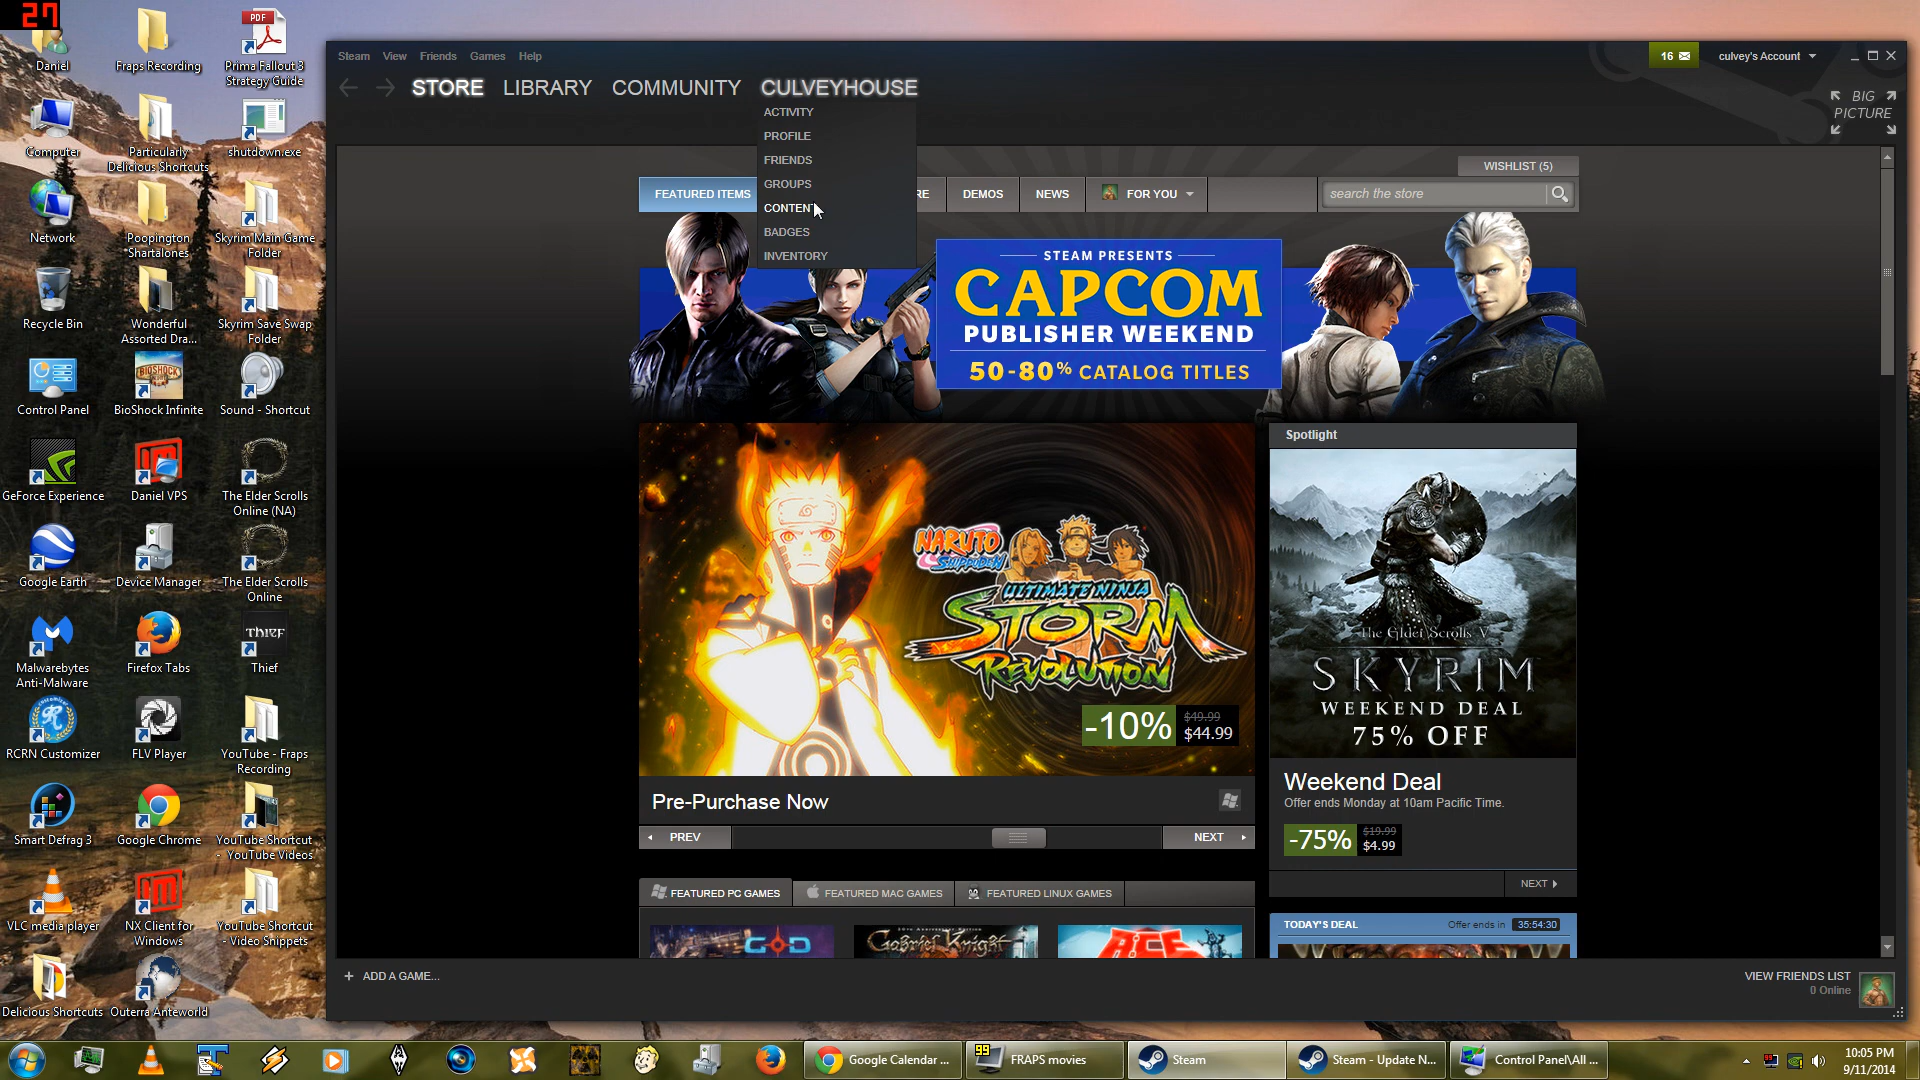 27
Daniel
Fraps Recording
PDF
Prima Fallout 3
Strategy Guide
Computer
Particularly
Delicious Shortcuts
shutdown.exe
Network
Poopington
Shartalones
Skyrim Main Game
Folder
Recycle Bin
Wonderful
Assorted Dra...
Skyrim Save Swap
Folder
Control Panel
BIOSHOCK
INFINITE
BioShock Infinite
Sound - Shortcut
GeForce Experience
Daniel VPS
The Elder Scrolls
Online (NA)
Google Earth
Device Manager
The Elder Scrolls
Online
Malwarebytes
Anti-Malware
Firefox Tabs
THIEF
Thief
RCRN Customizer
FLV Player
YouTube - Fraps
Recording
Smart Defrag 3
Google Chrome
YouTube Shortcut
- YouTube Videos
VLC media player
NX Client for
Windows
YouTube Shortcut
- Video Snippets
Delicious Shortcuts
Outerra Anteworld
Steam View Friends Games Help
16
culvey's Account
STORE LIBRARY COMMUNITY CULVEYHOUSE
BIG
PICTURE
ACTIVITY
PROFILE
FRIENDS
GROUPS
CONTENT
BADGES
INVENTORY
WISHLIST (5)
FEATURED ITEMS
RE
DEMOS
NEWS
FOR YOU
search the store
STEAM PRESENTS
CAPCOM
PUBLISHER WEEKEND
50-80% CATALOG TITLES
NARUTO
SHIPPUDEN
ULTIMATE NINJA
STORM
REVOLUTION
-10%
$49.99
$44.99
Pre-Purchase Now
PREV
NEXT
Spotlight
The Elder Scrolls V
SKYRIM
WEEKEND DEAL
75% OFF
Weekend Deal
Offer ends Monday at 10am Pacific Time.
-75%
$19.99
$4.99
NEXT
FEATURED PC GAMES
FEATURED MAC GAMES
FEATURED LINUX GAMES
TODAY'S DEAL
Offer ends in 35:54:30
Gabriel Knight
ACE
+ ADD A GAME...
VIEW FRIENDS LIST
0 Online
Google Calendar ...
99
FRAPS movies
Steam
Steam - Update N...
Control Panel\All ...
10:05 PM
9/11/2014